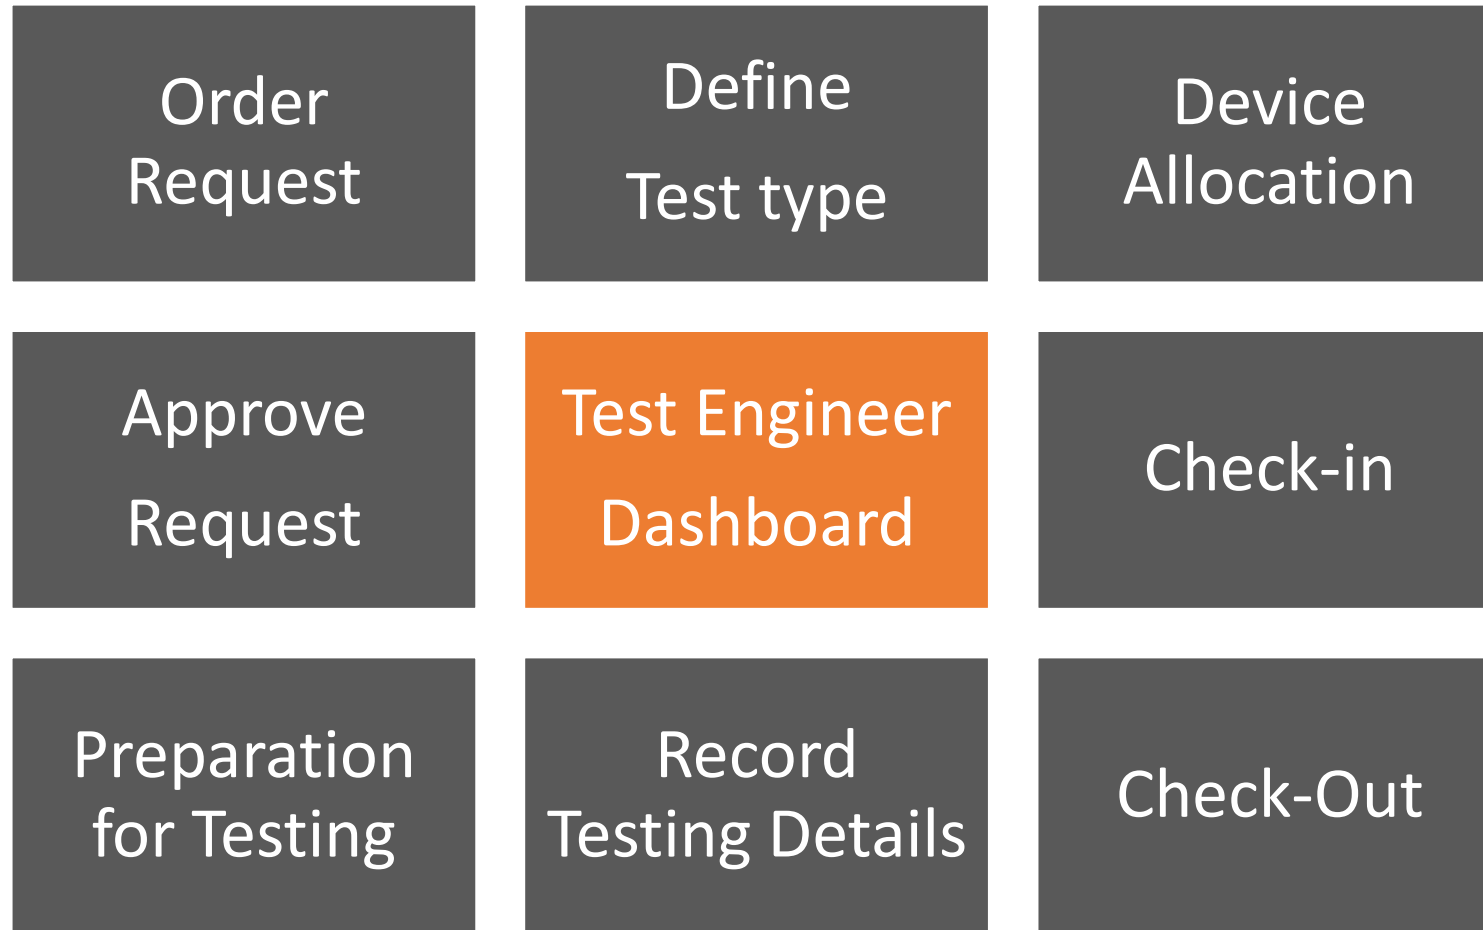 Order
Request
Define
Test type
Device
Allocation
Approve
Request
Test Engineer
Dashboard
Check-in
Preparation
for Testing
Record
Testing Details
Check-Out